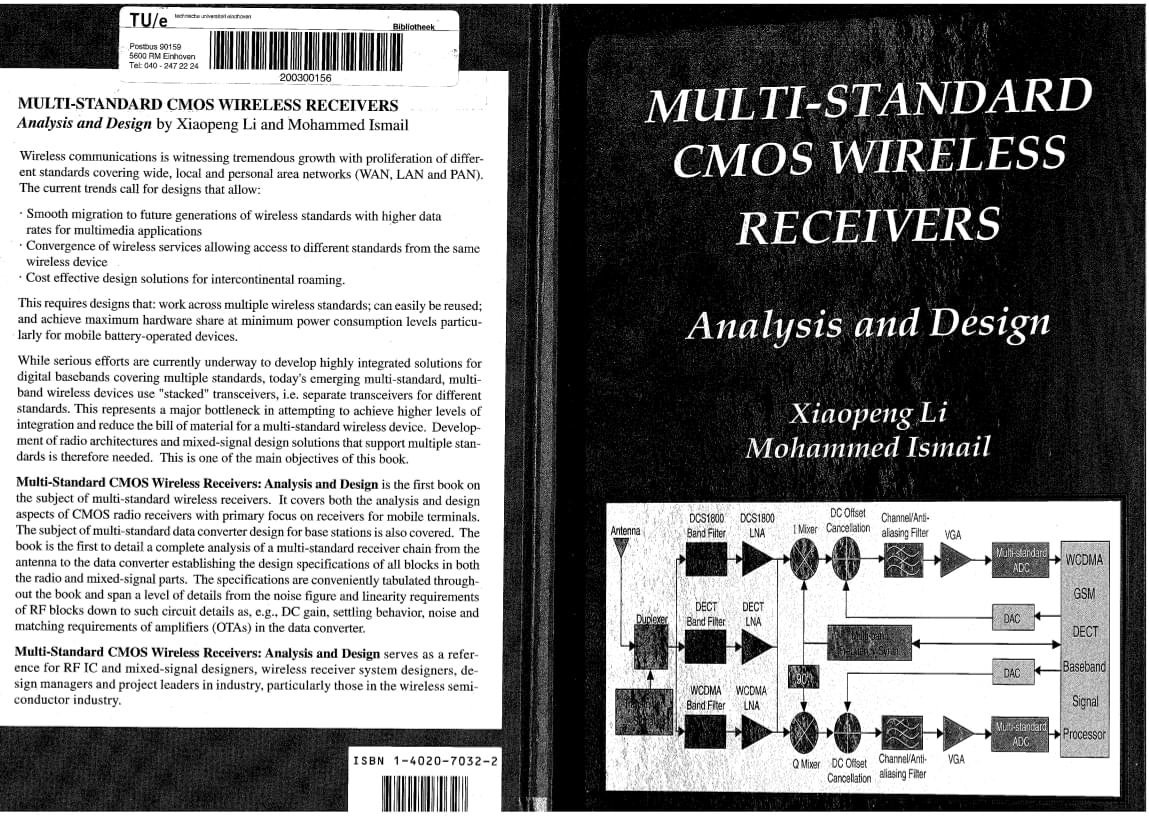 TU/e technische universiteit eindhoven
Bibliotheek
Postbus 90159
5600 RM Einhoven
Tel: 040 - 247 22 24
200300156
MULTI-STANDARD CMOS WIRELESS RECEIVERS
Analysis and Design by Xiaopeng Li and Mohammed Ismail
Wireless communications is witnessing tremendous growth with proliferation of differ-
ent standards covering wide, local and personal area networks (WAN, LAN and PAN).
The current trends call for designs that allow:
· Smooth migration to future generations of wireless standards with higher data
rates for multimedia applications
· Convergence of wireless services allowing access to different standards from the same
wireless device
· Cost effective design solutions for intercontinental roaming.
This requires designs that: work across multiple wireless standards; can easily be reused;
and achieve maximum hardware share at minimum power consumption levels particu-
larly for mobile battery-operated devices.
While serious efforts are currently underway to develop highly integrated solutions for
digital basebands covering multiple standards, today's emerging multi-standard, multi-
band wireless devices use "stacked" transceivers, i.e. separate transceivers for different
standards. This represents a major bottleneck in attempting to achieve higher levels of
integration and reduce the bill of material for a multi-standard wireless device. Develop-
ment of radio architectures and mixed-signal design solutions that support multiple stan-
dards is therefore needed. This is one of the main objectives of this book.
Multi-Standard CMOS Wireless Receivers: Analysis and Design is the first book on
the subject of multi-standard wireless receivers. It covers both the analysis and design
aspects of CMOS radio receivers with primary focus on receivers for mobile terminals.
The subject of multi-standard data converter design for base stations is also covered. The
book is the first to detail a complete analysis of a multi-standard receiver chain from the
antenna to the data converter establishing the design specifications of all blocks in both
the radio and mixed-signal parts. The specifications are conveniently tabulated through-
out the book and span a level of details from the noise figure and linearity requirements
of RF blocks down to such circuit details as, e.g., DC gain, settling behavior, noise and
matching requirements of amplifiers (OTAs) in the data converter.
Multi-Standard CMOS Wireless Receivers: Analysis and Design serves as a refer-
ence for RF IC and mixed-signal designers, wireless receiver system designers, de-
sign managers and project leaders in industry, particularly those in the wireless semi-
conductor industry.
ISBN 1-4020-7032-2
MULTI-STANDARD
CMOS WIRELESS
RECEIVERS
Analysis and Design
Xiaopeng Li
Mohammed Ismail
Antenna
DCS1800
Band Filter
DCS1800
LNA
I Mixer
DC Offset
Cancellation
Channel/Anti-
aliasing Filter
VGA
Multi-standard
ADC
WCDMA
GSM
DECT
Baseband
Signal
Processor
DAC
DECT
Band Filter
DECT
LNA
Duplexer
DAC
90°
WCDMA
Band Filter
WCDMA
LNA
Q Mixer
DC Offset
Cancellation
Channel/Anti-
aliasing Filter
VGA
Multi-standard
ADC